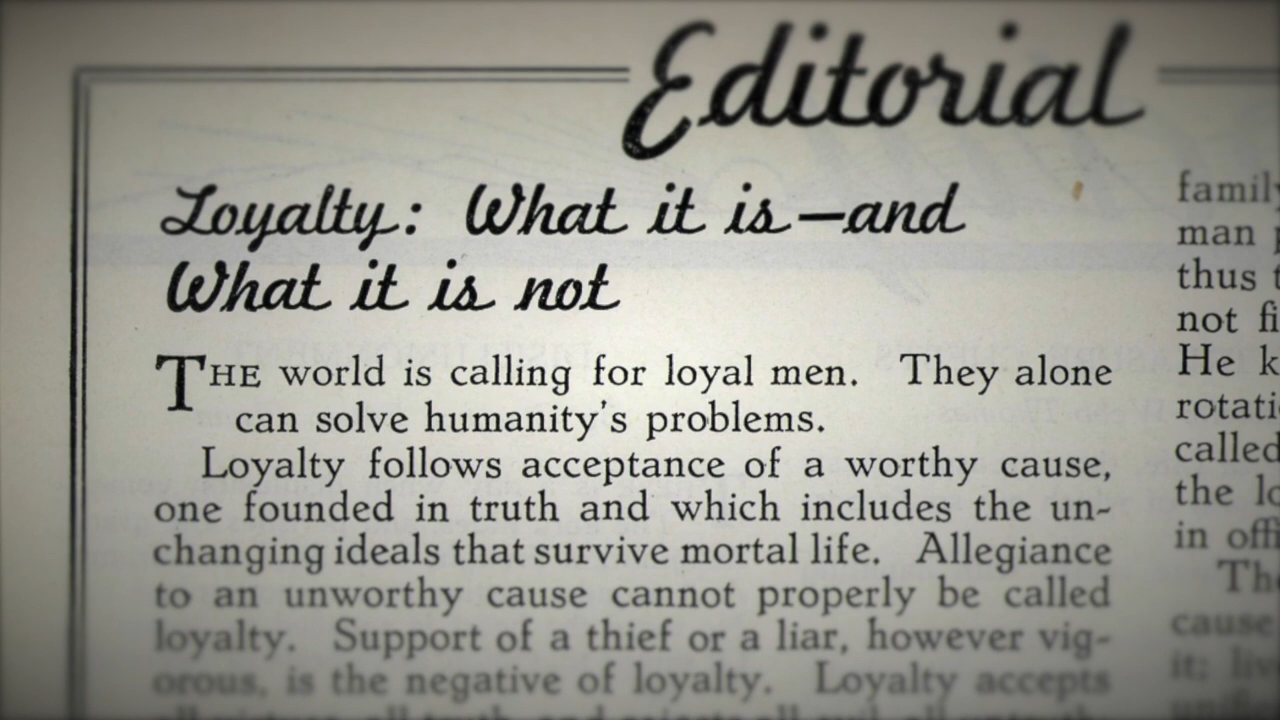 Editorial
Loyalty: What it is—and
What it is not
THE world is calling for loyal men. They alone
can solve humanity's problems.
Loyalty follows acceptance of a worthy cause,
one founded in truth and which includes the un-
changing ideals that survive mortal life. Allegiance
to an unworthy cause cannot properly be called
loyalty. Support of a thief or a liar, however vig-
orous, is the negative of loyalty. Loyalty accepts
family
man
thus
not
He
called
the
in
cause
it: